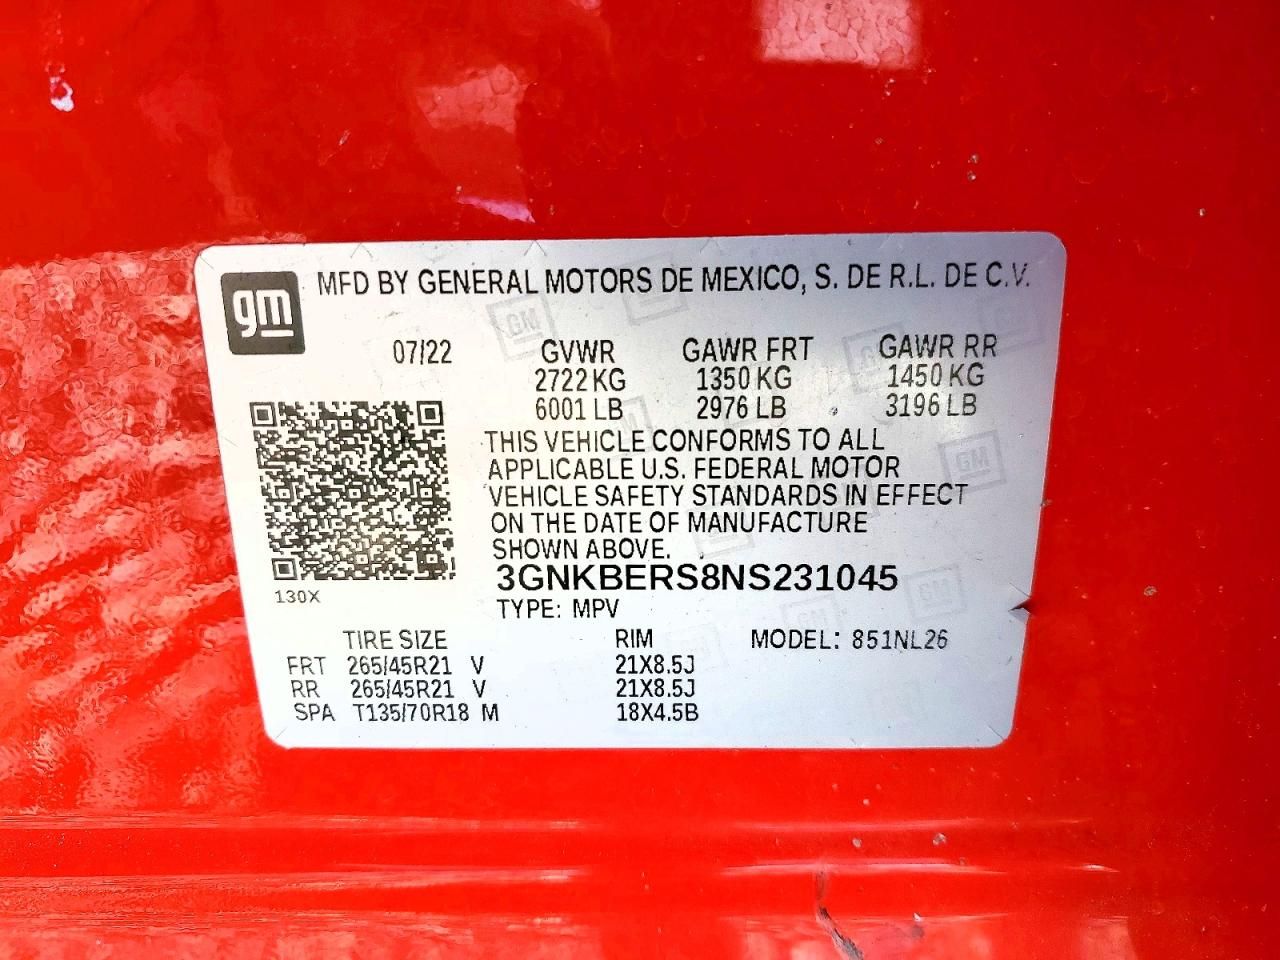 gm MFD BY GENERAL MOTORS DE MEXICO, S. DE R.L. DE C.V.
07/22 GVWR GAWR FRT GAWR RR
2722 KG 1350 KG 1450 KG
6001 LB 2976 LB 3196 LB
THIS VEHICLE CONFORMS TO ALL
APPLICABLE U.S. FEDERAL MOTOR
VEHICLE SAFETY STANDARDS IN EFFECT
ON THE DATE OF MANUFACTURE
SHOWN ABOVE.
3GNKBERS8NS231045
130X
TYPE: MPV
TIRE SIZE RIM MODEL: 851NL26
FRT 265/45R21 V 21X8.5J
RR 265/45R21 V 21X8.5J
SPA T135/70R18 M 18X4.5B